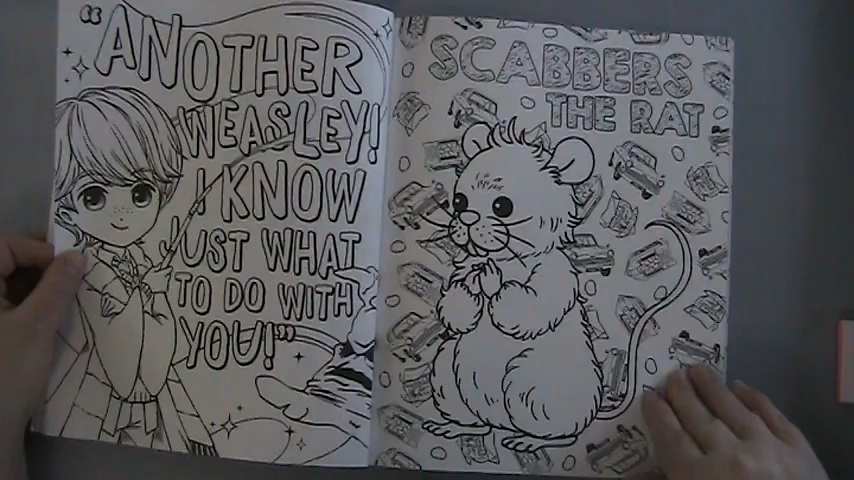 “ANOTHER
WEASLEY!
I KNOW
JUST WHAT
TO DO WITH
YOU!”
SCABBERS
THE RAT